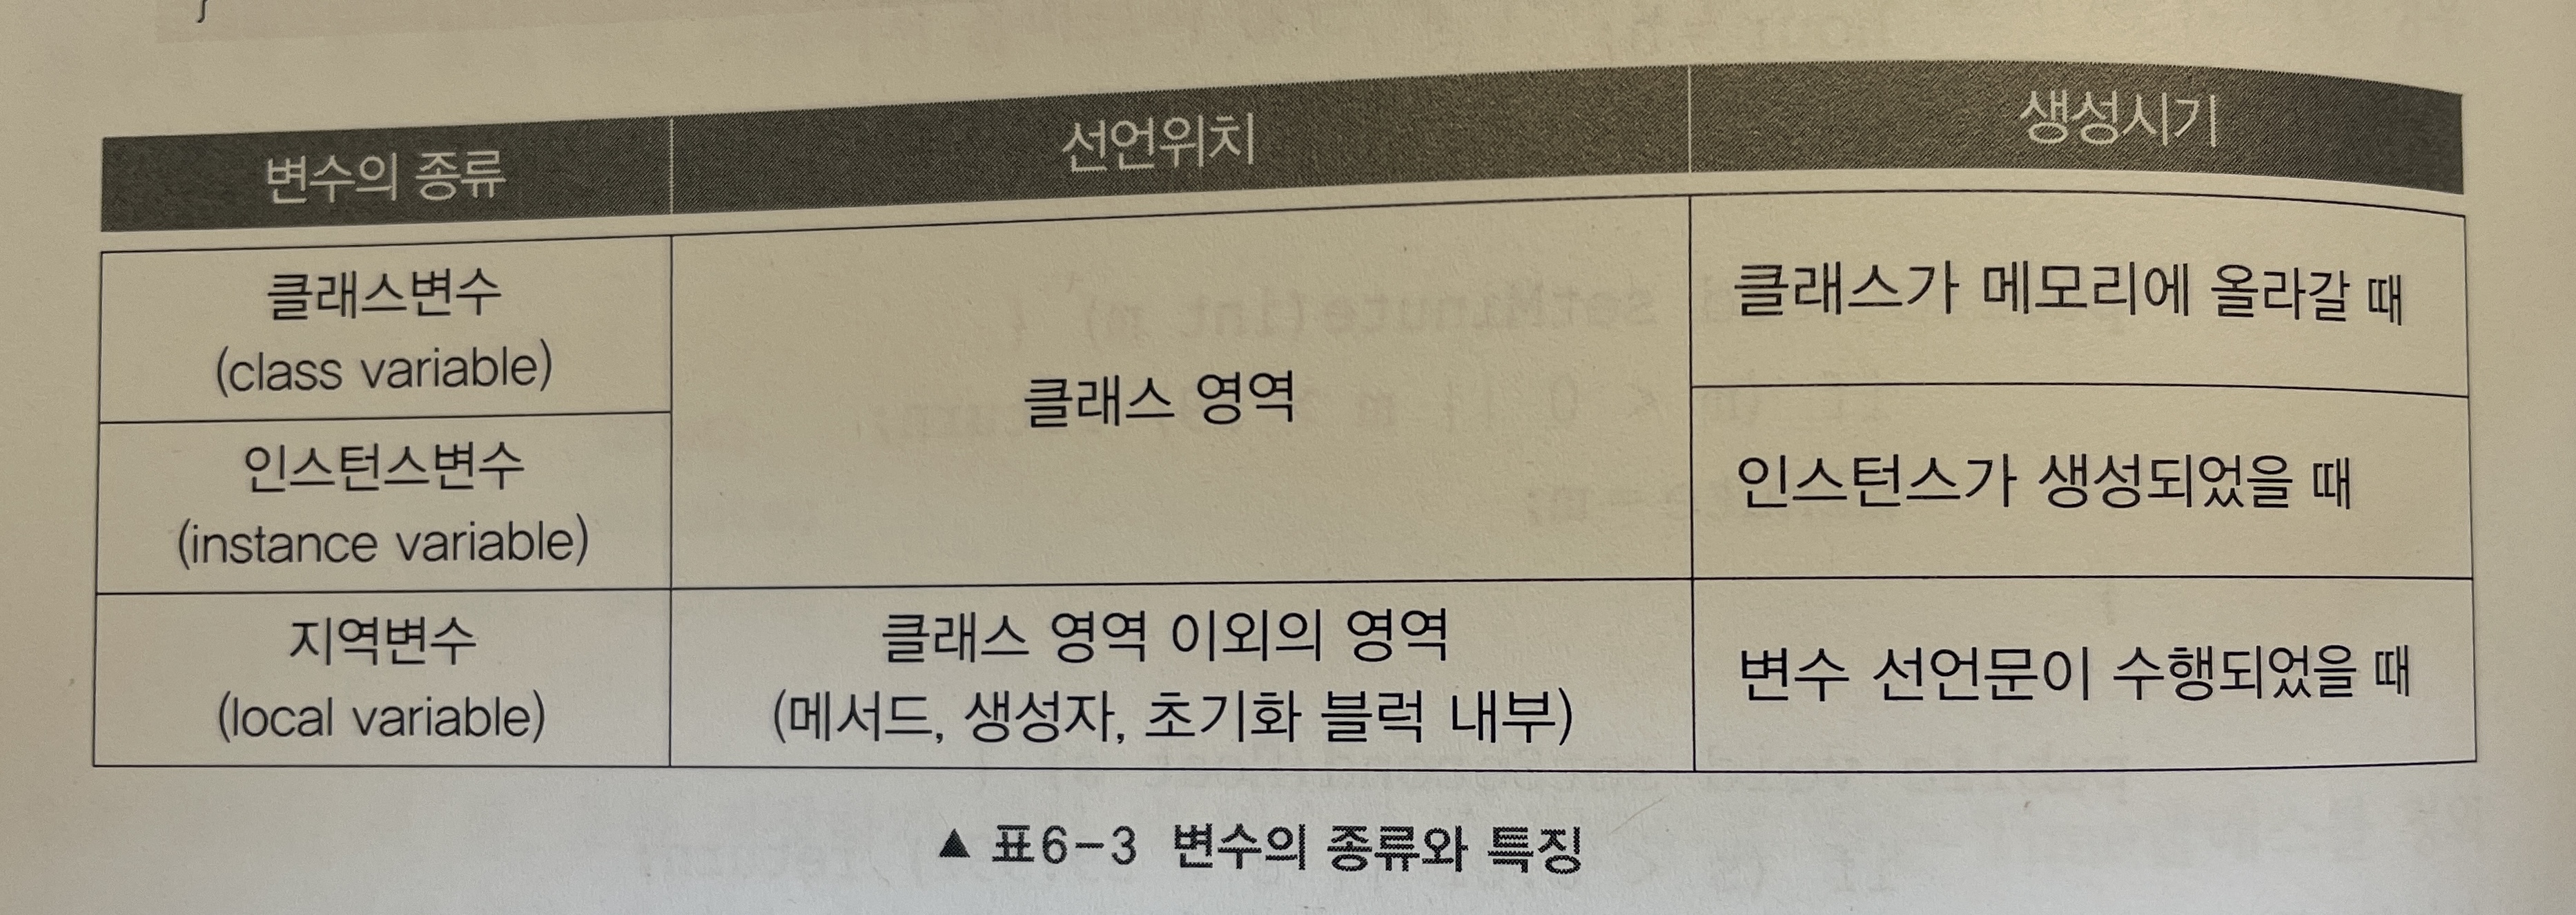 변수의 종류
선언위치
생성시기
클래스변수
(class variable)
클래스 영역
클래스가 메모리에 올라갈 때
인스턴스변수
(instance variable)
인스턴스가 생성되었을 때
지역변수
(local variable)
클래스 영역 이외의 영역
(메서드, 생성자, 초기화 블럭 내부)
변수 선언문이 수행되었을 때
▲ 표6-3 변수의 종류와 특징